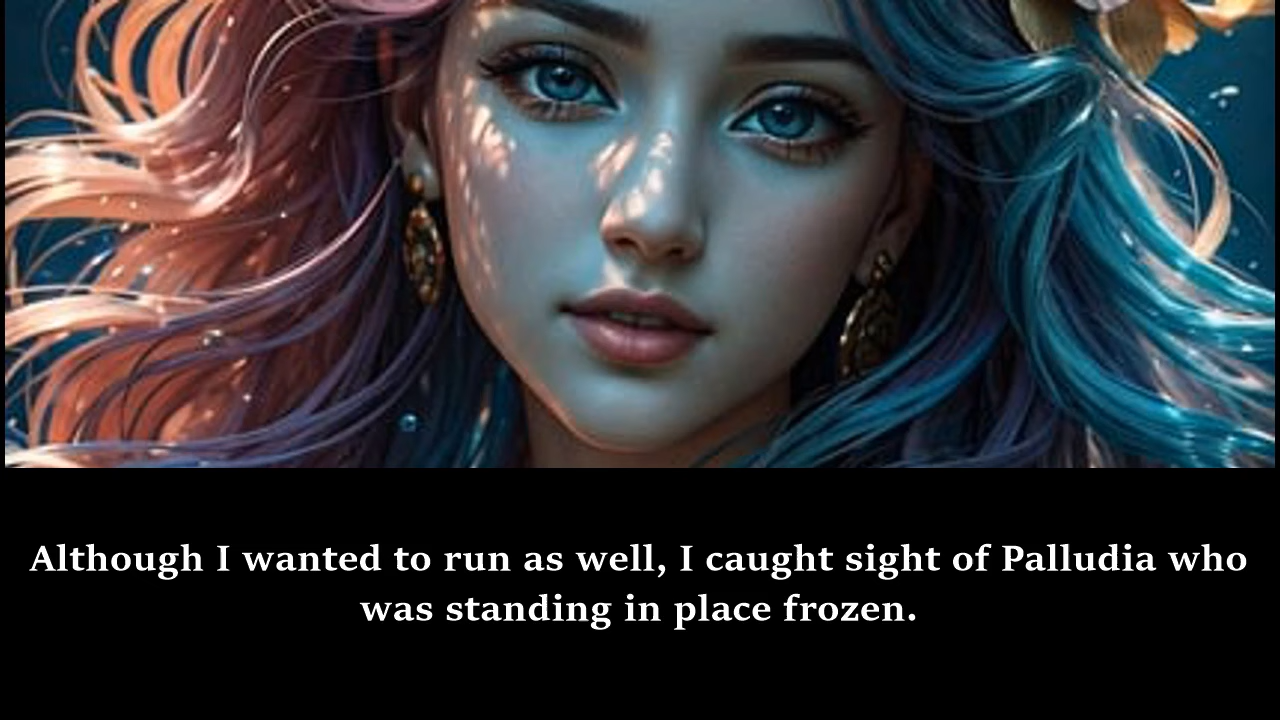 Although I wanted to run as well, I caught sight of Palludia who
was standing in place frozen.